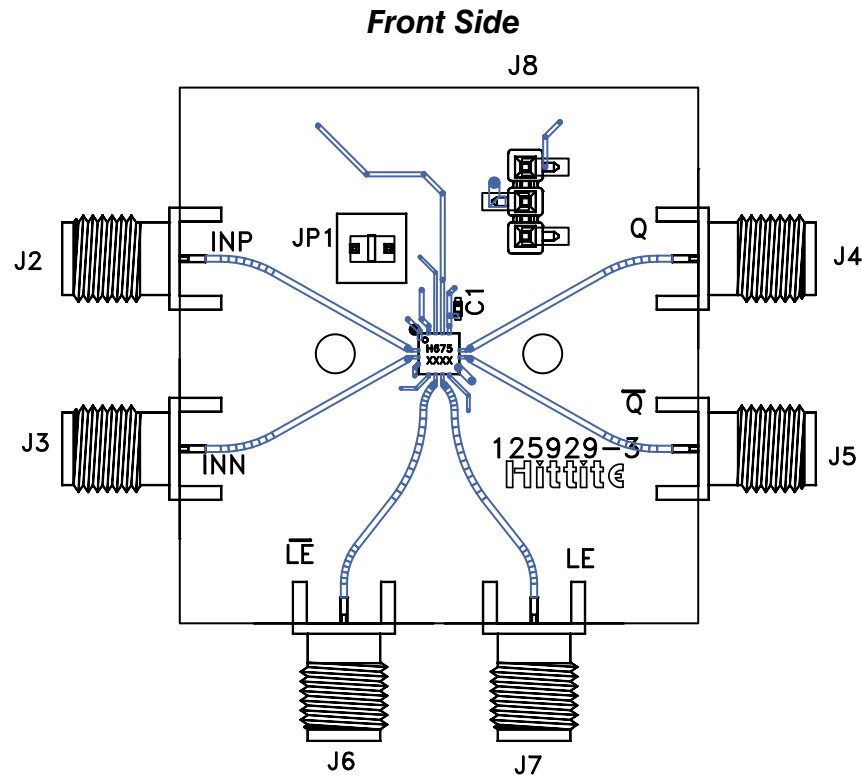 Front Side
J8
INP
JP1
Q
J2
J4
C1
H675
XXXX
Q̅
J3
INN
125929-3
Hittite
J5
L̅E̅
LE
J6
J7